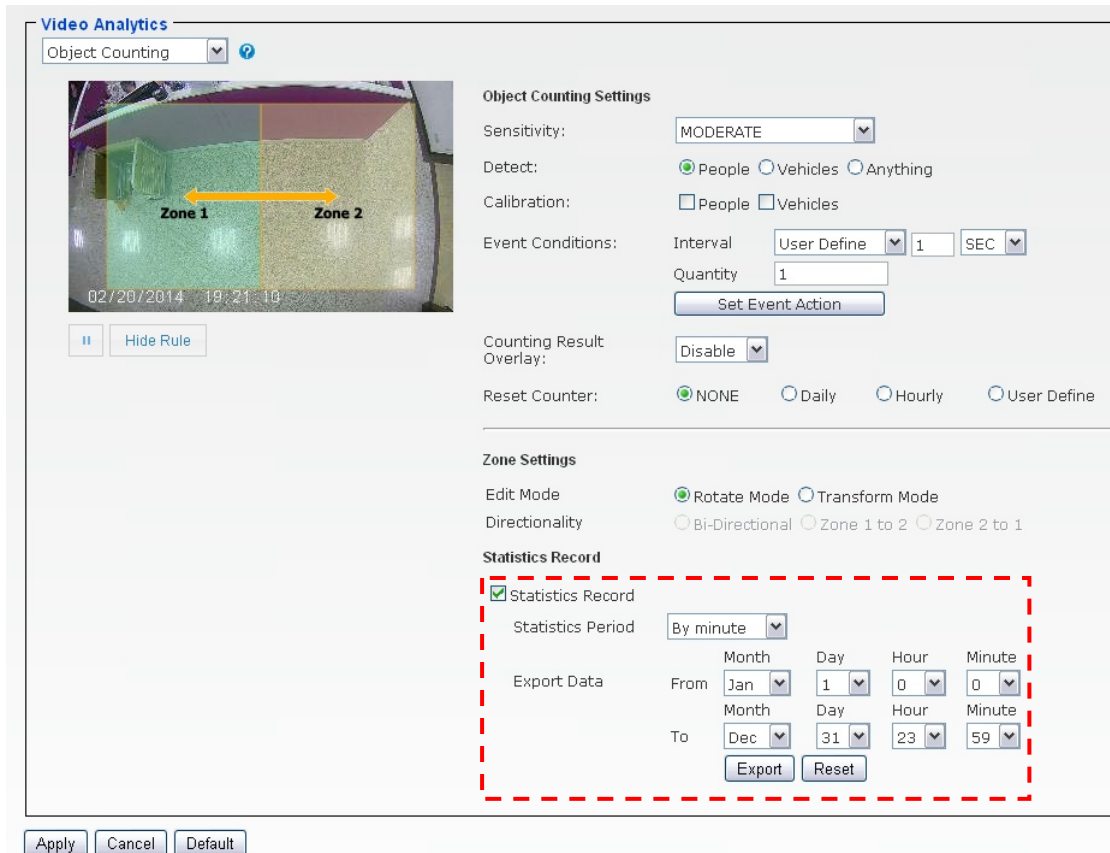 Video Analytics
Object Counting
Zone 1 Zone 2
02/20/2014 19:21:10
Hide Rule
Object Counting Settings
Sensitivity: MODERATE
Detect: People Vehicles Anything
Calibration: People Vehicles
Event Conditions: Interval User Define 1 SEC
Quantity 1
Set Event Action
Counting Result
Overlay: Disable
Reset Counter: NONE Daily Hourly User Define
Zone Settings
Edit Mode Rotate Mode Transform Mode
Directionality Bi-Directional Zone 1 to 2 Zone 2 to 1
Statistics Record
Statistics Record
Statistics Period By minute
Month Day Hour Minute
Export Data From Jan 1 0 0
Month Day Hour Minute
To Dec 31 23 59
Export Reset
Apply Cancel Default